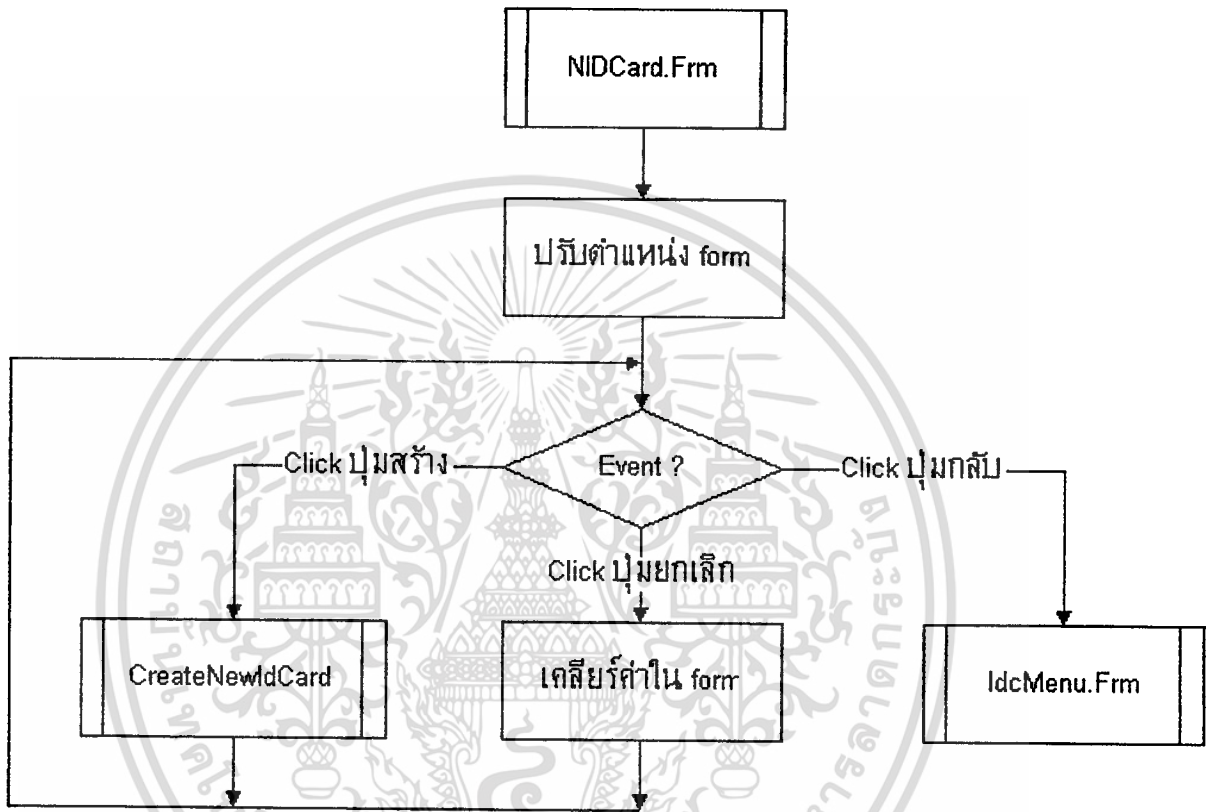 NIDCard.Frm
ปรับตำแหน่ง form
Event ?
Click ปุ่มสร้าง
Click ปุ่มกลับ
Click ปุ่มยกเลิก
CreateNewIdCard
เคลียร์ค่าใน form
IdcMenu.Frm